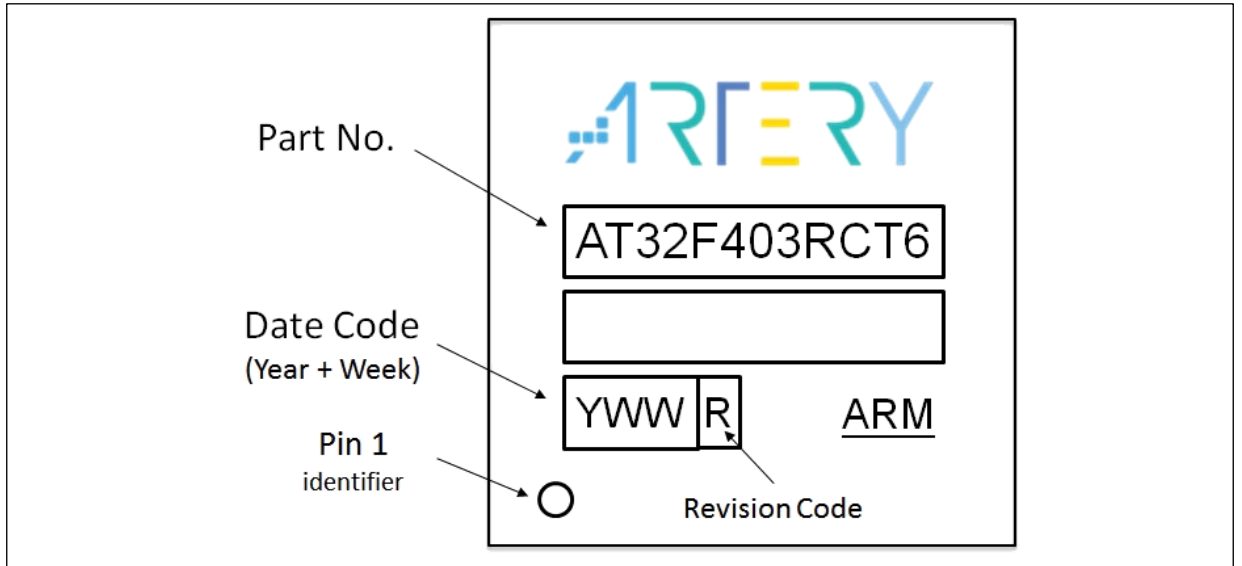 ARTERY
Part No.
AT32F403RCT6
Date Code
(Year + Week)
YWW R ARM
Pin 1
identifier
Revision Code